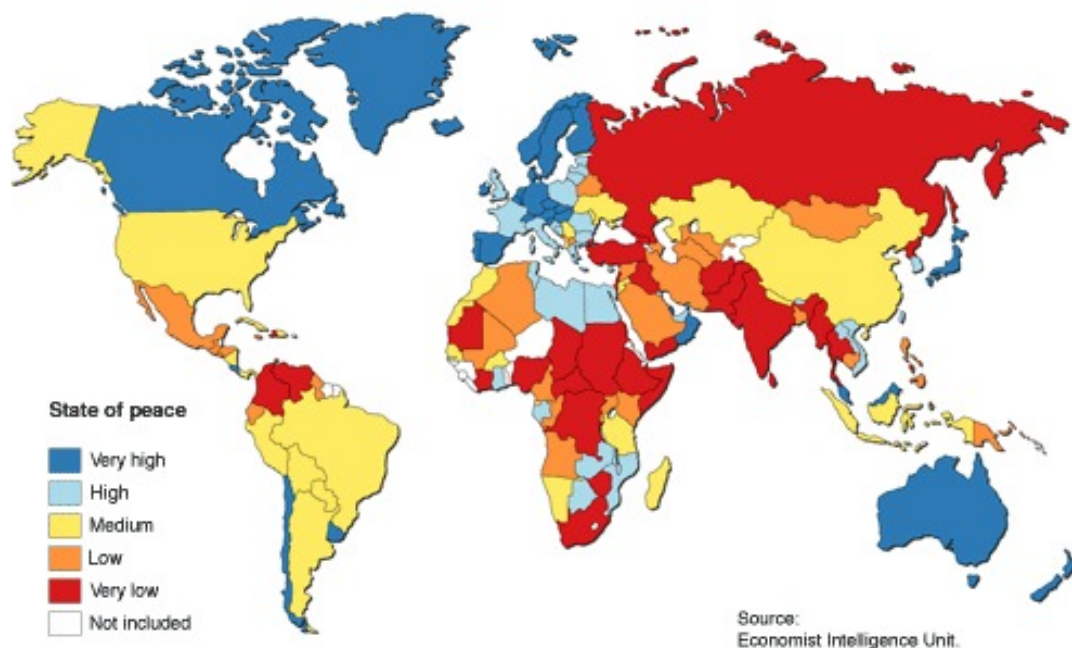 State of peace
Very high
High
Medium
Low
Very low
Not included
Source:
Economist Intelligence Unit.